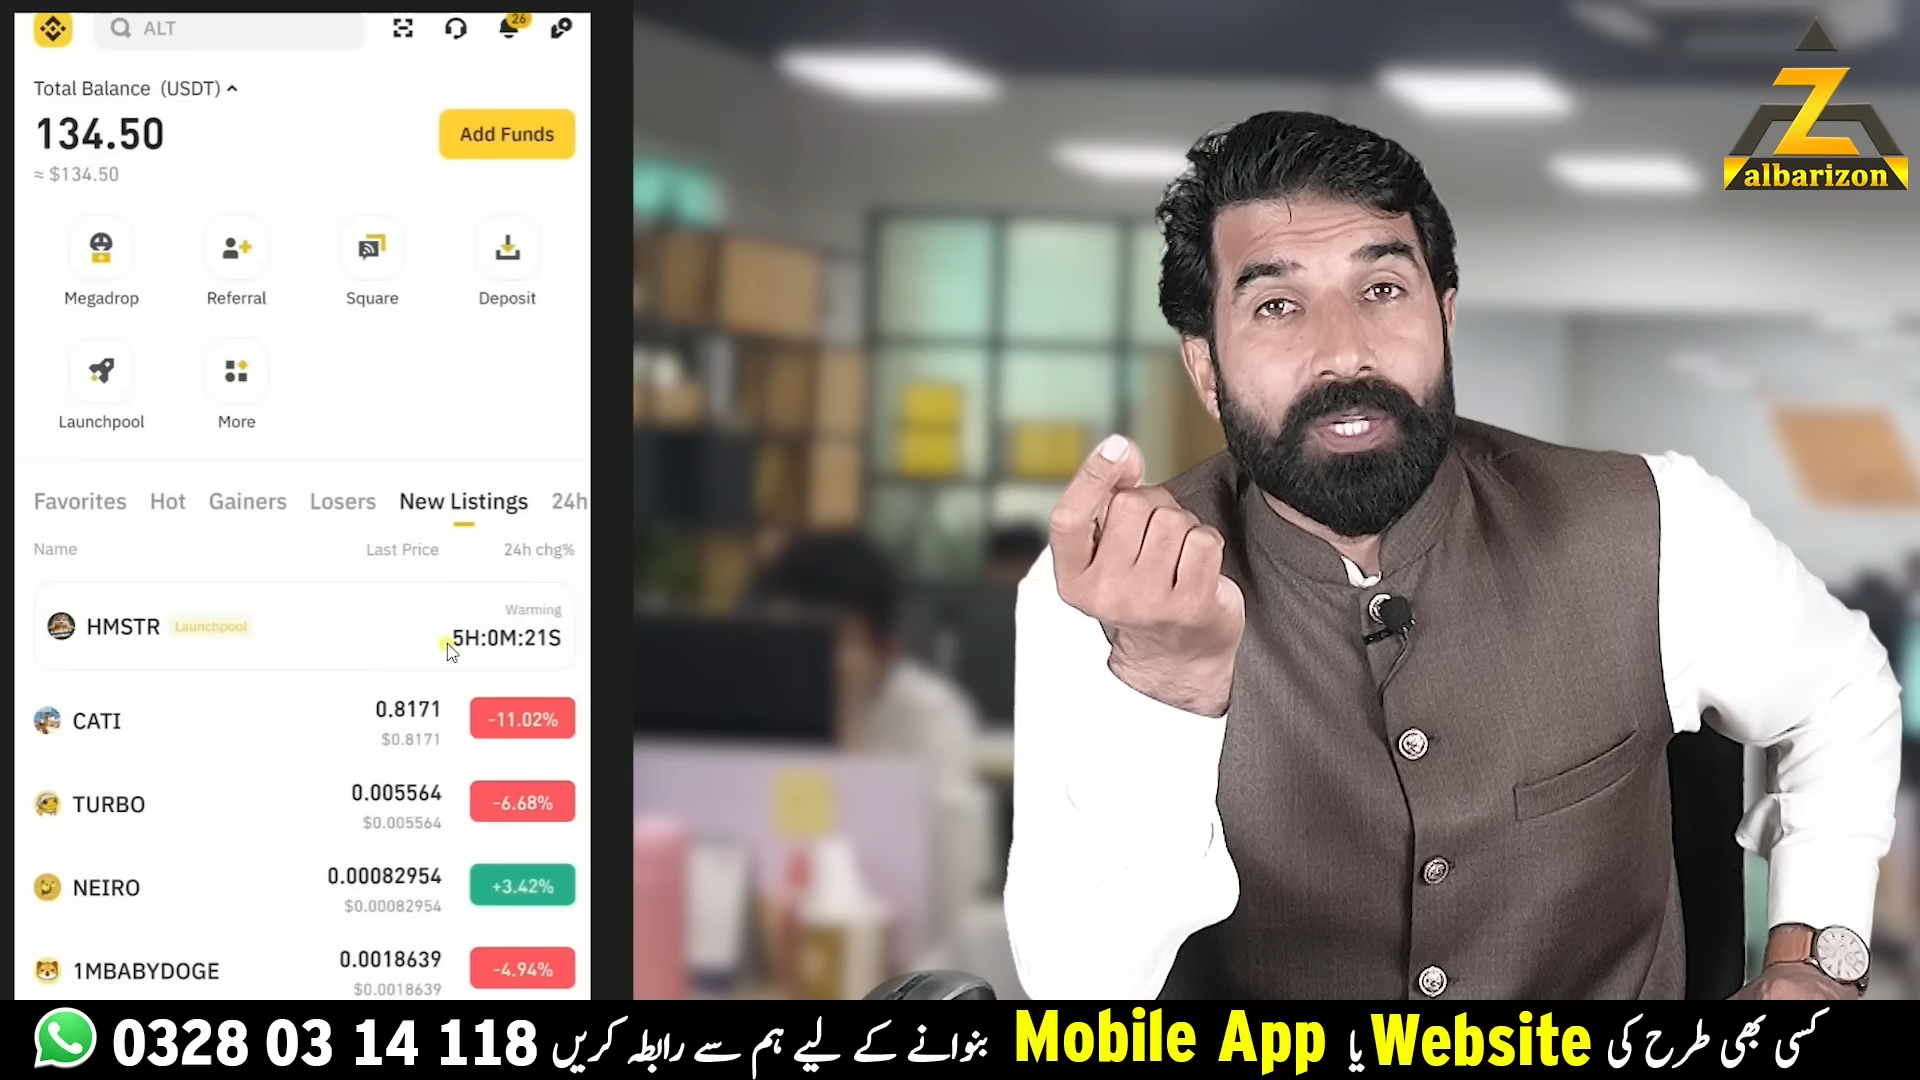 ALT
26
Total Balance (USDT)
134.50
Add Funds
≈ $134.50
Megadrop Referral Square Deposit
Launchpool More
Favorites Hot Gainers Losers New Listings 24h
Name Last Price 24h chg%
Warming
HMSTR Launchpool 5H:0M:21S
CATI 0.8171 -11.02%
$0.8171
TURBO 0.005564 -6.68%
$0.005564
NEIRO 0.00082954 +3.42%
$0.00082954
1MBABYDOGE 0.0018639 -4.94%
$0.0018639
Z
albarizon
کسی بھی طرح کی Website یا Mobile App بنوانے کے لیے ہم سے رابطہ کریں 0328 03 14 118